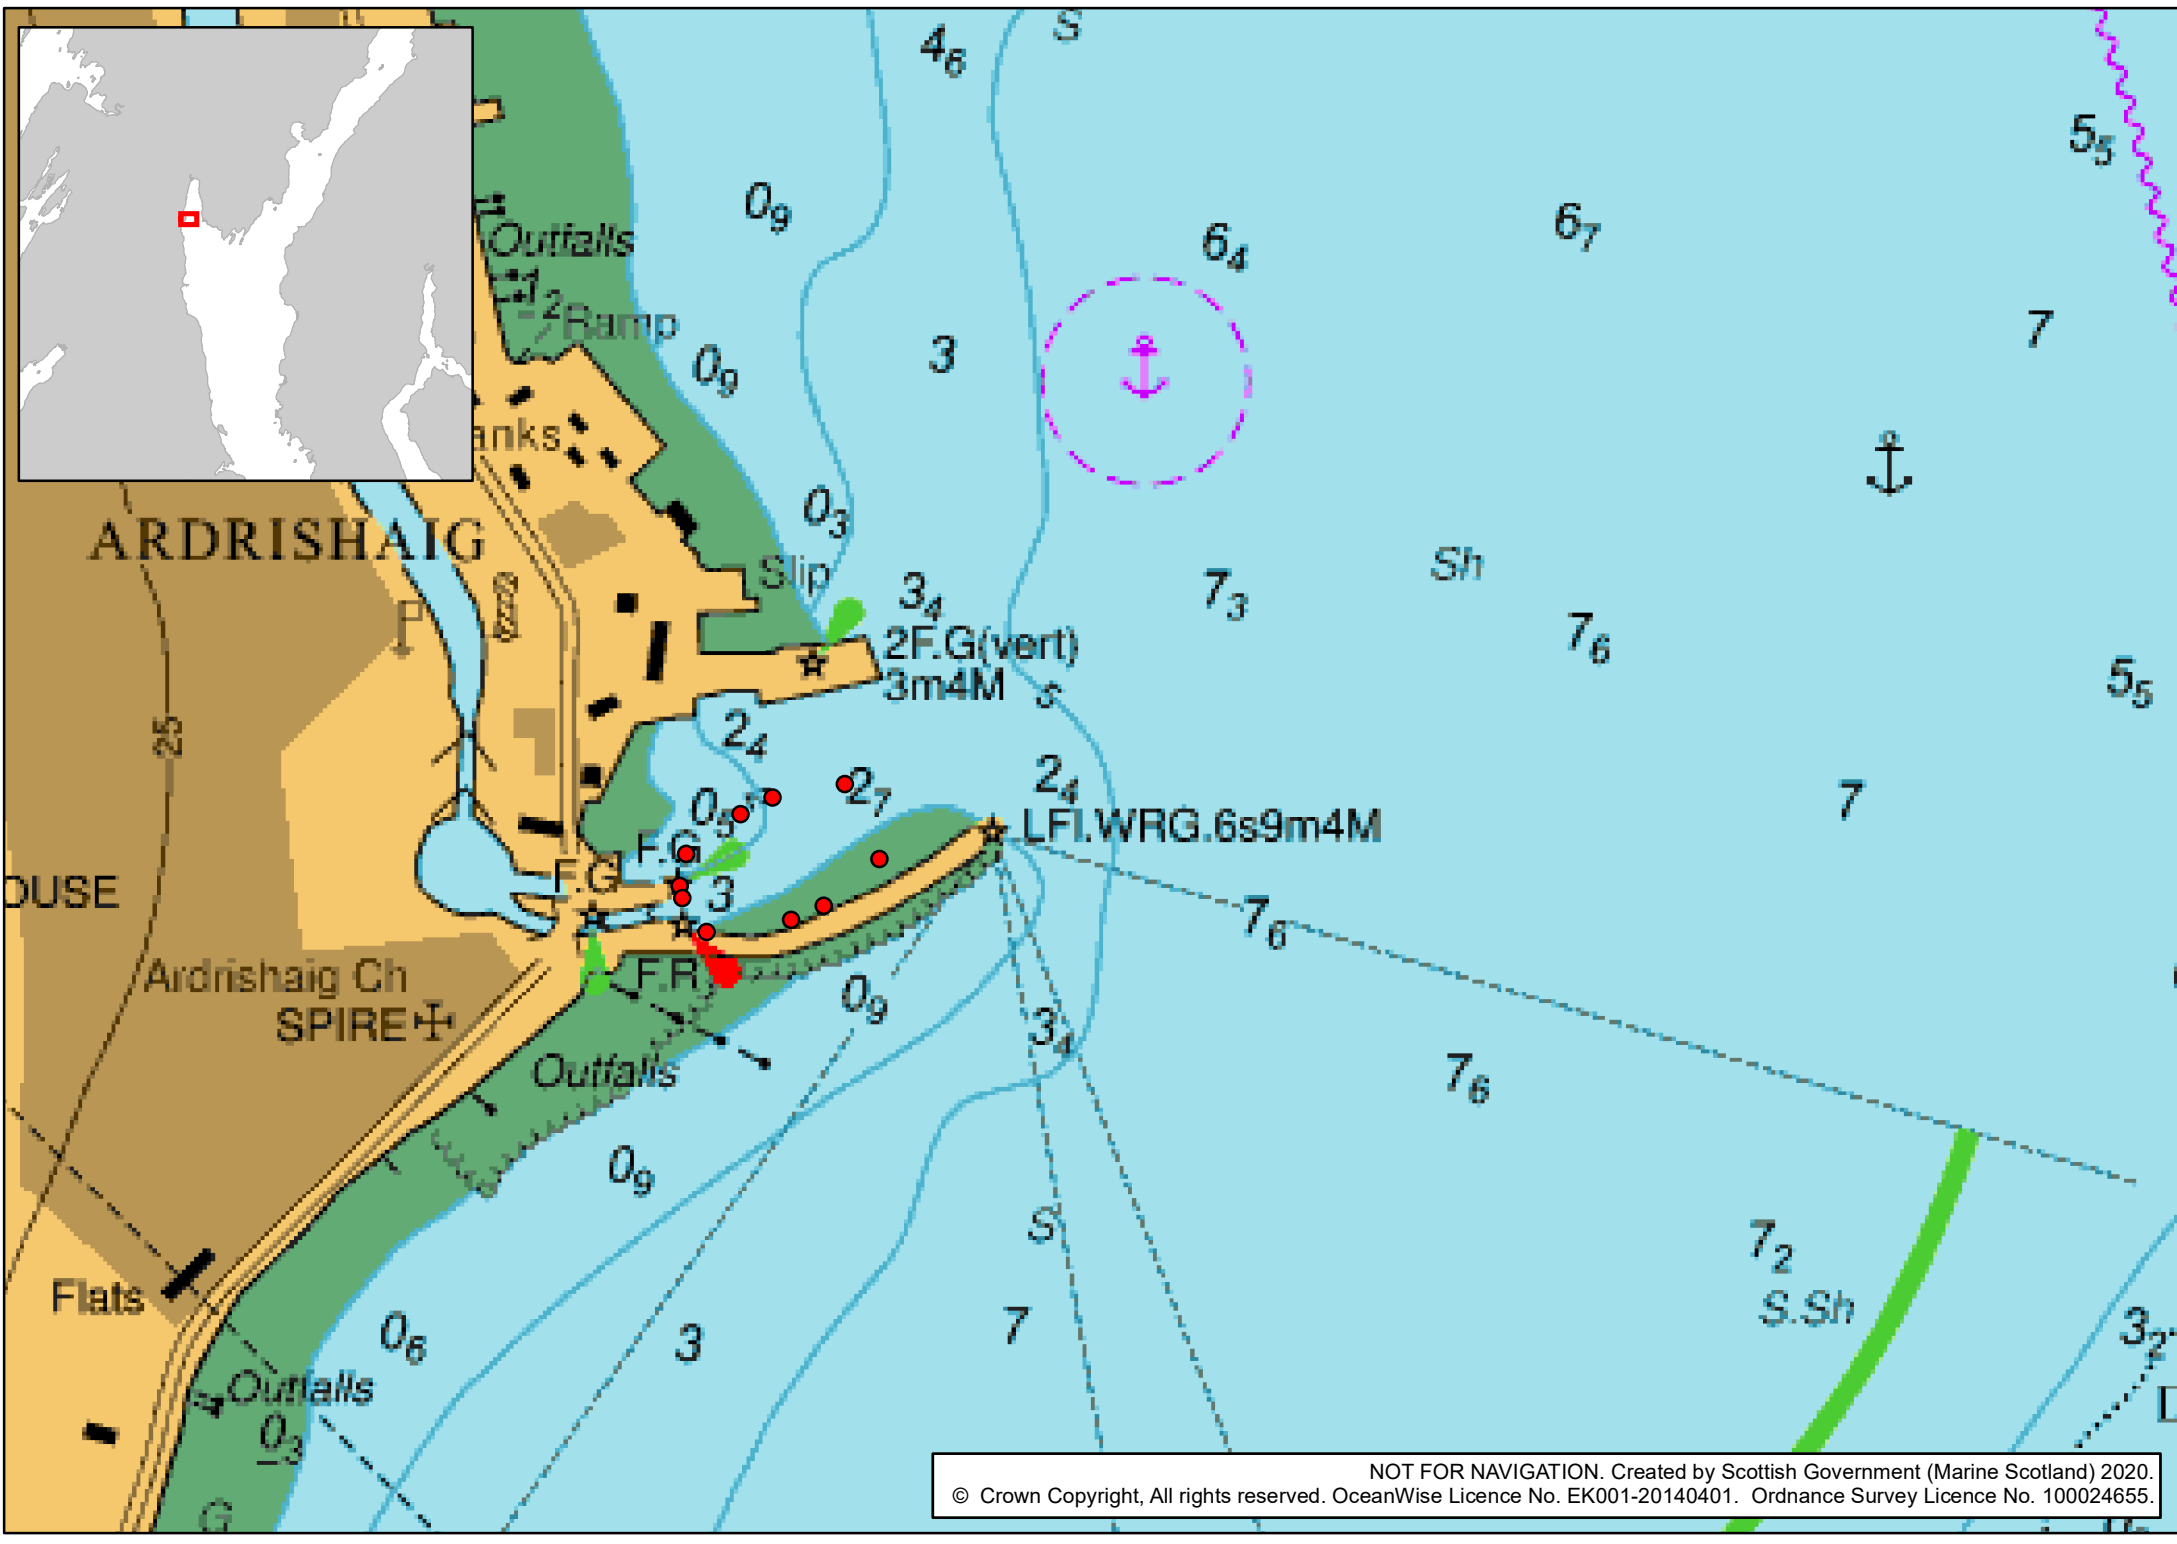 S
4₆
5₅
0₉
6₇
Outfalls
6₄
1₂
Ramp
7
3
0₉
anks
0₃
ARDRISHAIG
Slip
Sh
3₄
7₃
7₆
2F.G(vert)
3m4M
S
5₅
25
2₄
2₄
2₇
7
0₅
LFl.WRG.6s9m4M
F.G
F.G
OUSE
3
7₆
Ardrishaig Ch
F.R
0₉
SPIRE
3₄
Outfalls
7₆
0₉
S
7₂
Flats
S.Sh
0₆
3
7
3₂
Outfalls
0₃
G
NOT FOR NAVIGATION. Created by Scottish Government (Marine Scotland) 2020.
© Crown Copyright, All rights reserved. OceanWise Licence No. EK001-20140401. Ordnance Survey Licence No. 100024655.